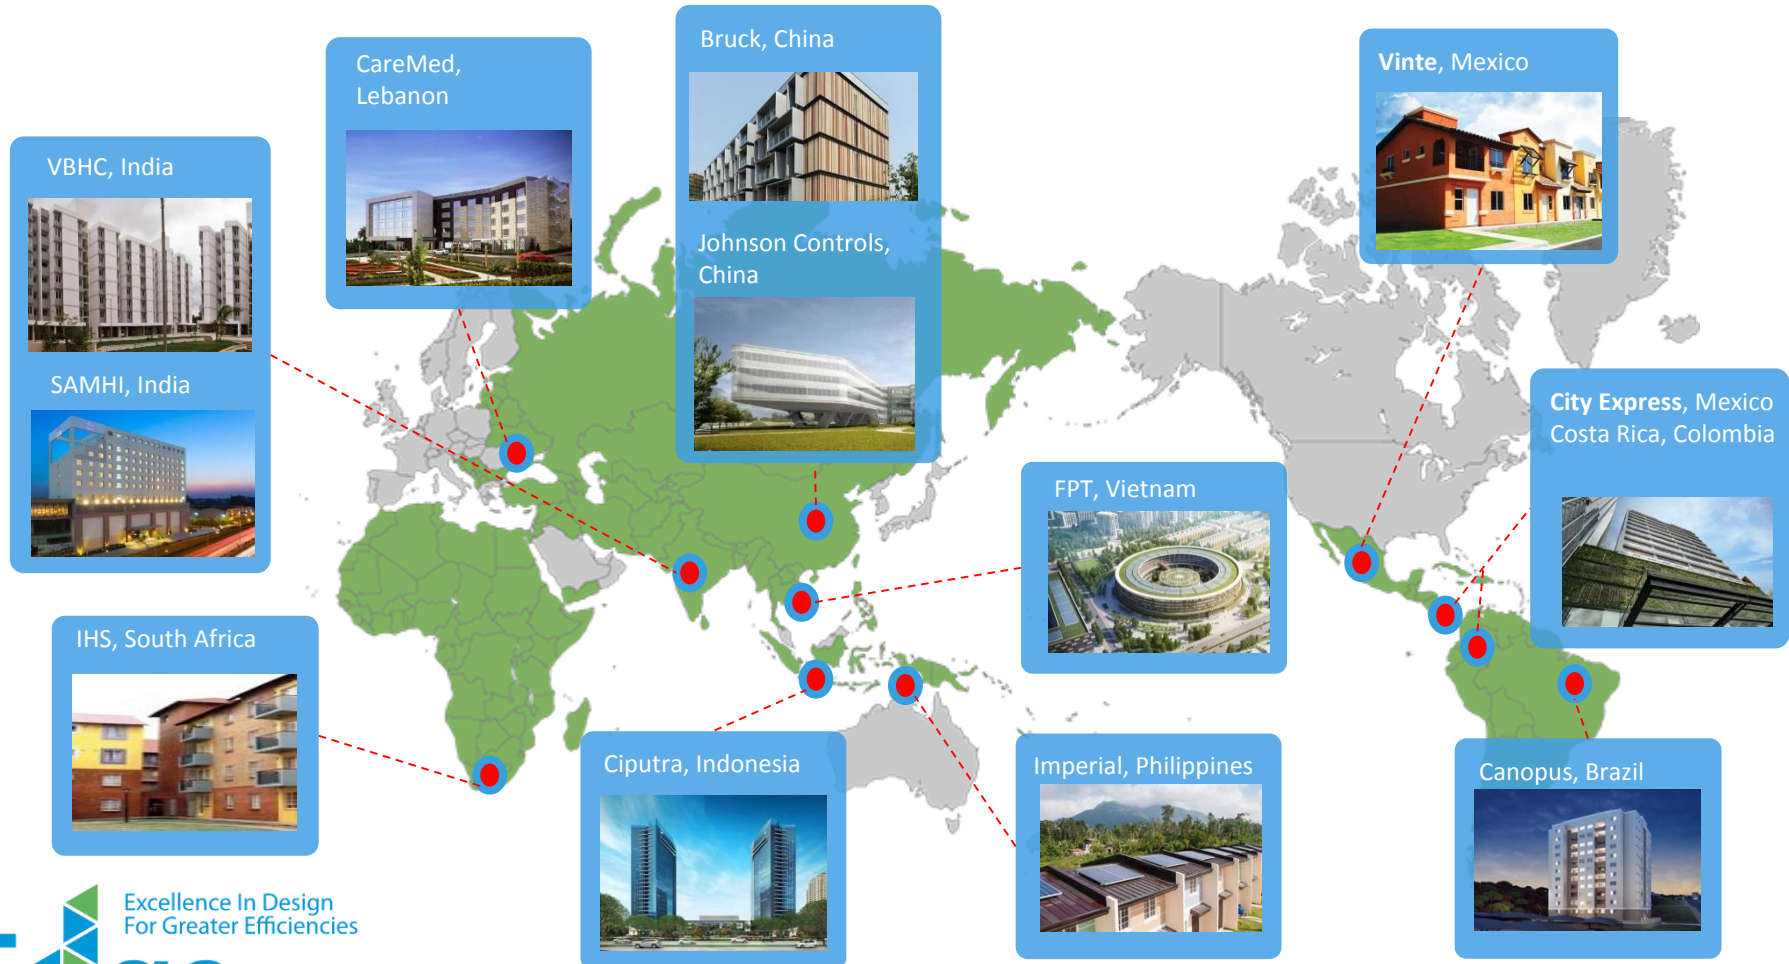 Bruck, China
CareMed,
Lebanon
Vinte, Mexico
VBHC, India
Johnson Controls,
China
SAMHI, India
City Express, Mexico
Costa Rica, Colombia
FPT, Vietnam
IHS, South Africa
Ciputra, Indonesia
Imperial, Philippines
Canopus, Brazil
Excellence In Design
For Greater Efficiencies